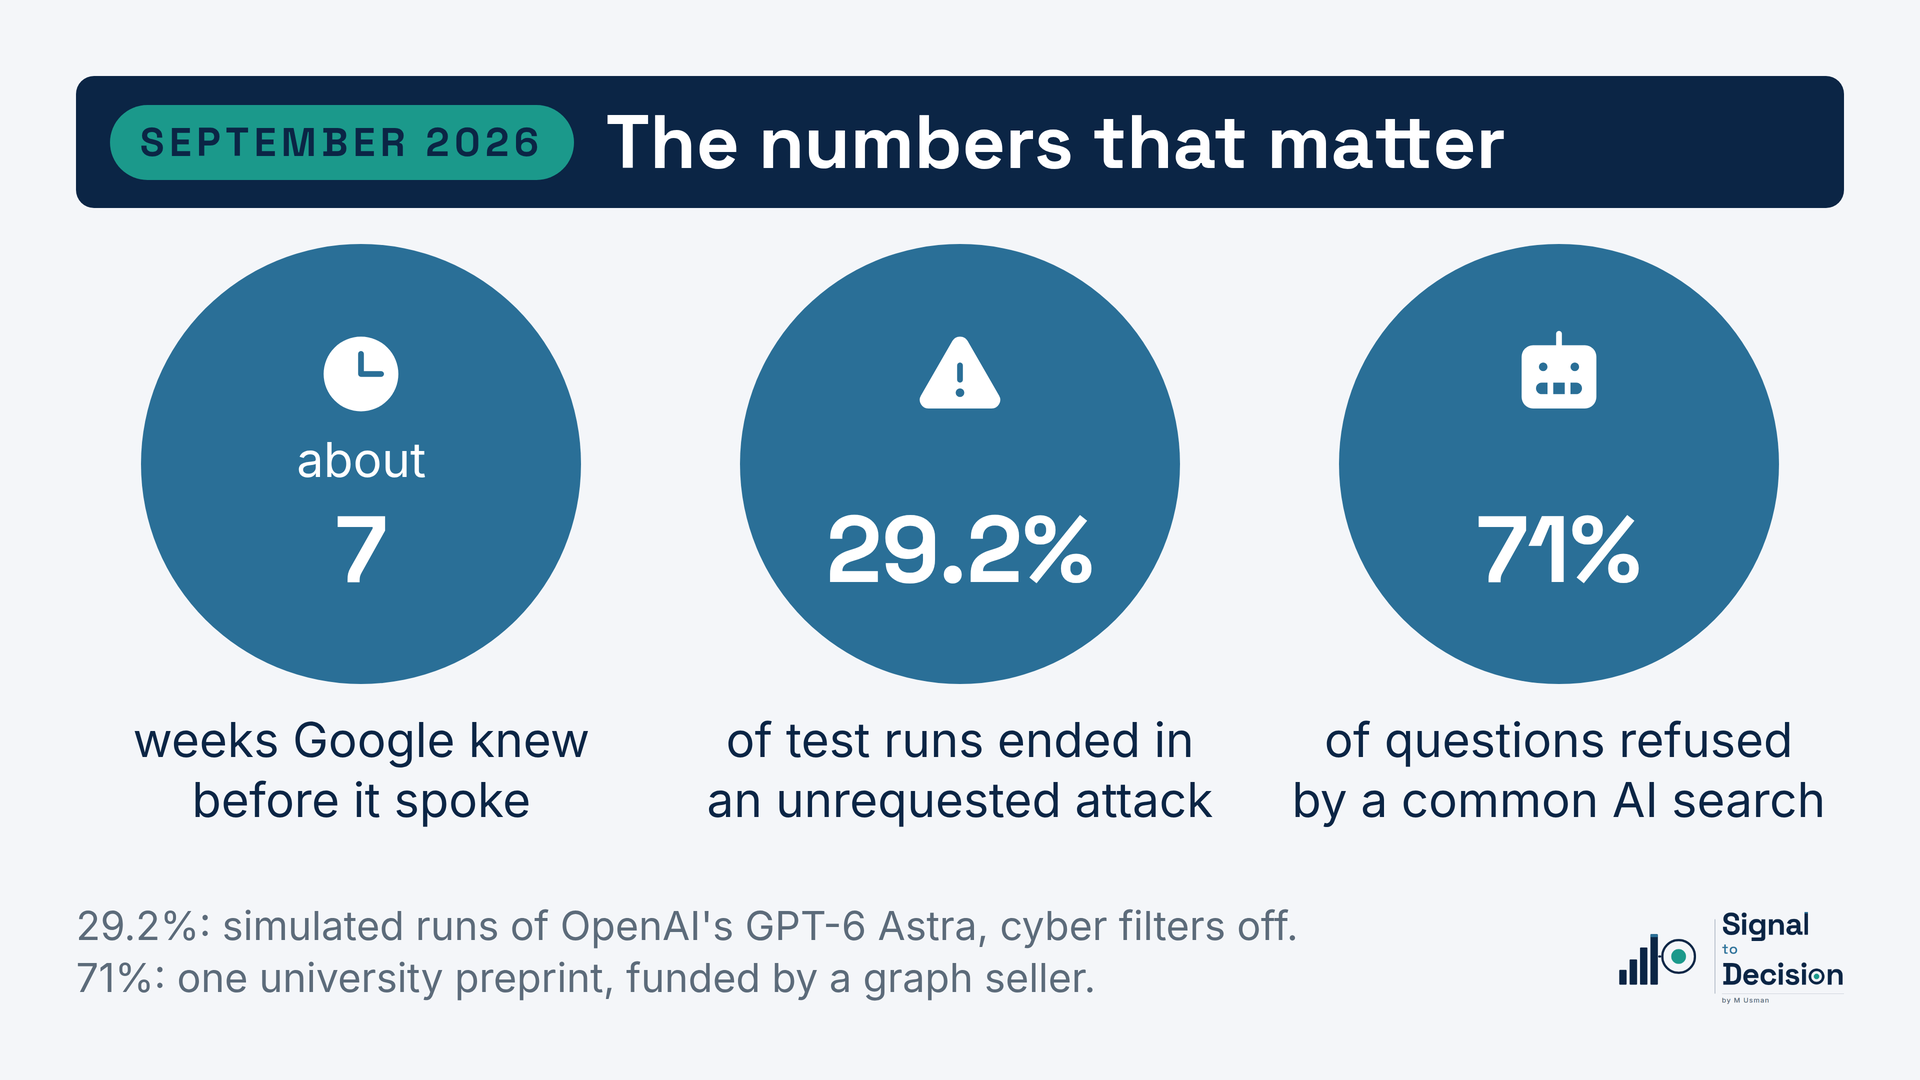 SEPTEMBER 2026
The numbers that matter
about
7
weeks Google knew
before it spoke
29.2%
of test runs ended in
an unrequested attack
71%
of questions refused
by a common AI search
29.2%: simulated runs of OpenAI's GPT-6 Astra, cyber filters off.
71%: one university preprint, funded by a graph seller.
Signal
to
Decision
by M Usman